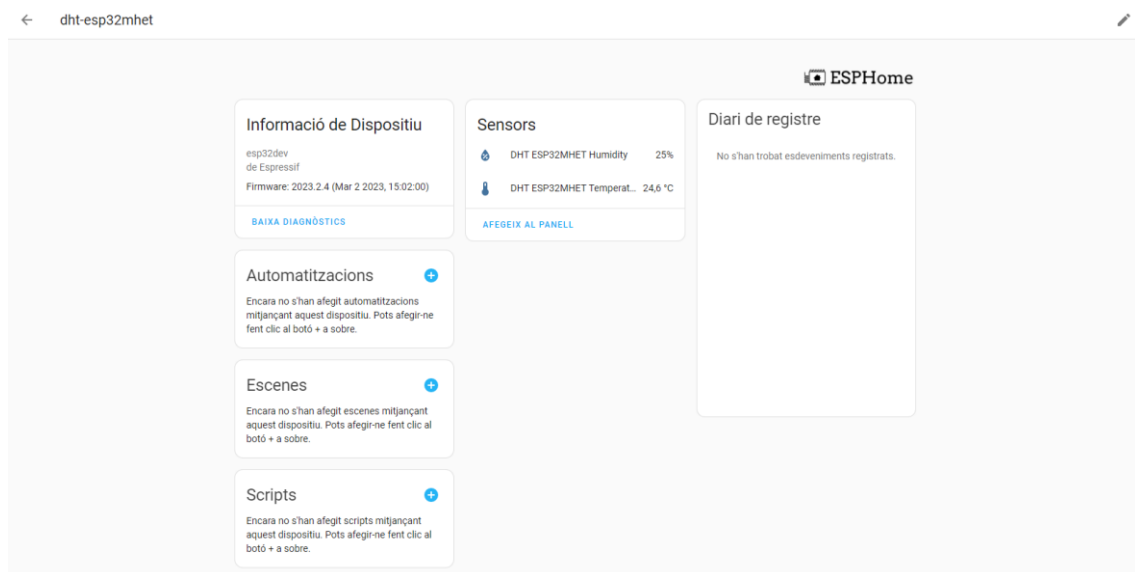 dht-esp32mhet
ESPHome
Informació de Dispositiu
esp32dev
de Espressif
Firmware: 2023.2.4 (Mar 2 2023, 15:02:00)
BAIXA DIAGNÒSTICS
Automatitzacions
Encara no s'han afegit automatitzacions
mitjançant aquest dispositiu. Pots afegir-ne
fent clic al botó + a sobre.
Escenes
Encara no s'han afegit escenes mitjançant
aquest dispositiu. Pots afegir-ne fent clic al
botó + a sobre.
Scripts
Encara no s'han afegit scripts mitjançant
aquest dispositiu. Pots afegir-ne fent clic al
botó + a sobre.
Sensors
DHT ESP32MHET Humidity 25%
DHT ESP32MHET Temperat... 24,6 °C
AFEGEIX AL PANELL
Diari de registre
No s'han trobat esdeveniments registrats.